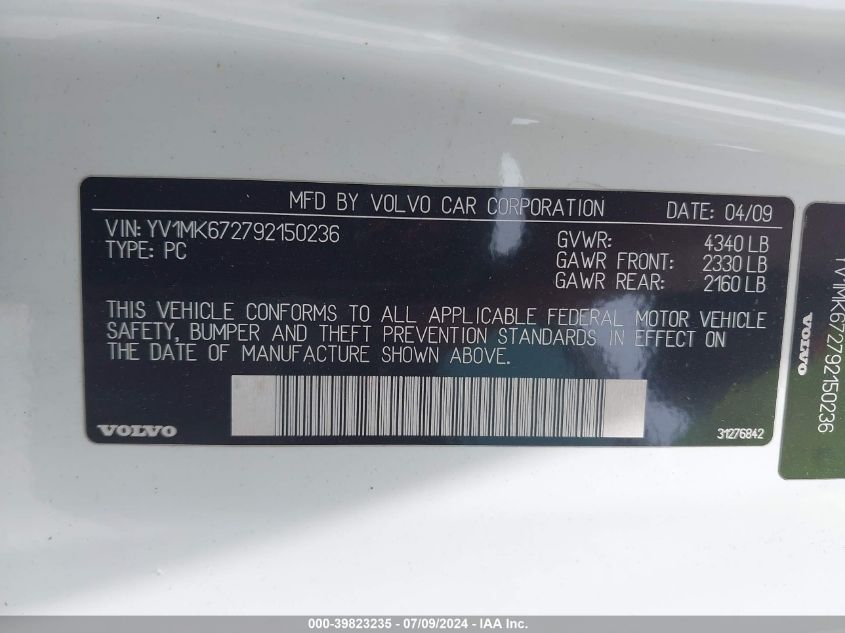 MFD BY VOLVO CAR CORPORATION DATE: 04/09
VIN: YV1MK672792150236
TYPE: PC
GVWR: 4340 LB
GAWR FRONT: 2330 LB
GAWR REAR: 2160 LB
THIS VEHICLE CONFORMS TO ALL APPLICABLE FEDERAL MOTOR VEHICLE
SAFETY, BUMPER AND THEFT PREVENTION STANDARDS IN EFFECT ON
THE DATE OF MANUFACTURE SHOWN ABOVE.
VOLVO
31276842
YV1MK672792150236
VOLVO
000-39823235 - 07/09/2024 - IAA Inc.